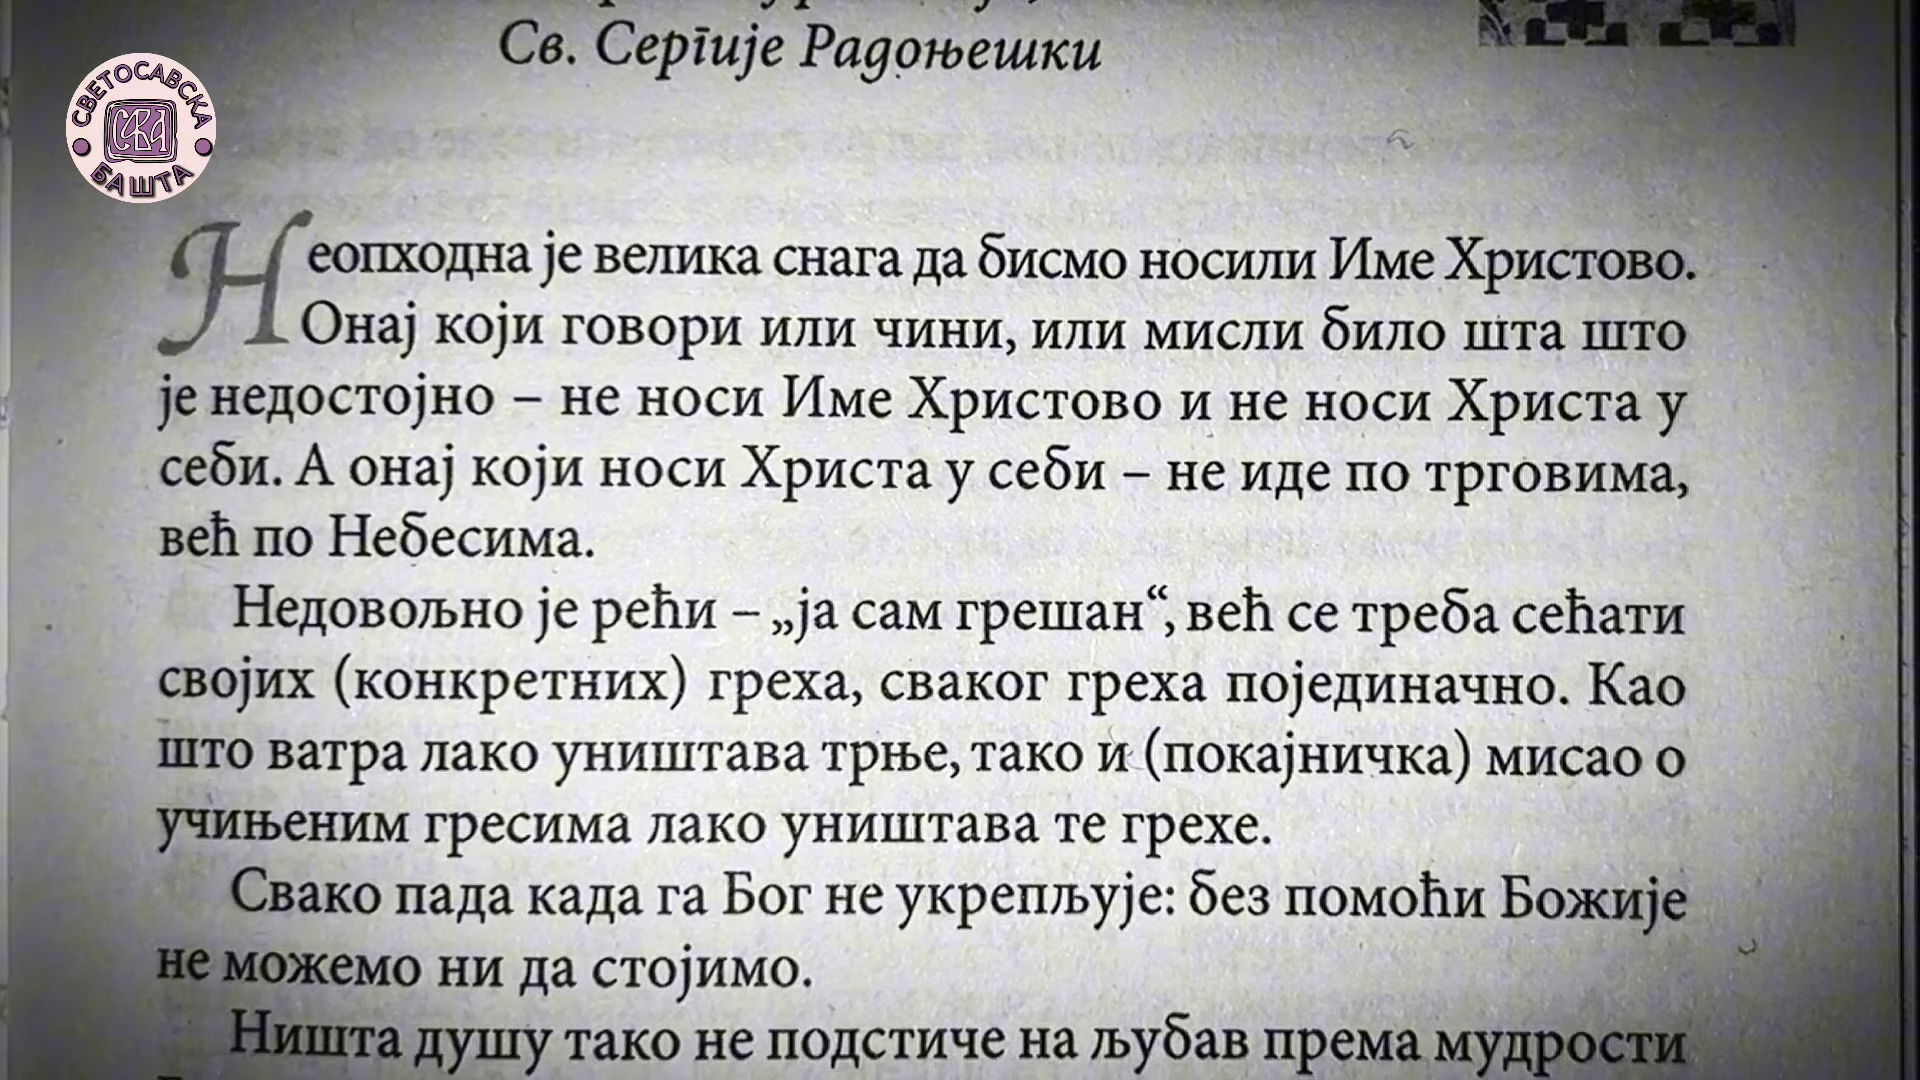 Св. Сергије Радоњешки
СВЕТОСАВСКА
БАШТА
Неопходна је велика снага да бисмо носили Име Христово.
Онај који говори или чини, или мисли било шта што
је недостојно – не носи Име Христово и не носи Христа у
себи. А онај који носи Христа у себи – не иде по трговима,
већ по Небесима.
Недовољно је рећи – „ја сам грешан“, већ се треба сећати
својих (конкретних) греха, сваког греха појединачно. Као
што ватра лако уништава трње, тако и (покајничка) мисао о
учињеним гресима лако уништава те грехе.
Свако пада када га Бог не укрепљује: без помоћи Божије
не можемо ни да стојимо.
Ништа душу тако не подстиче на љубав према мудрости